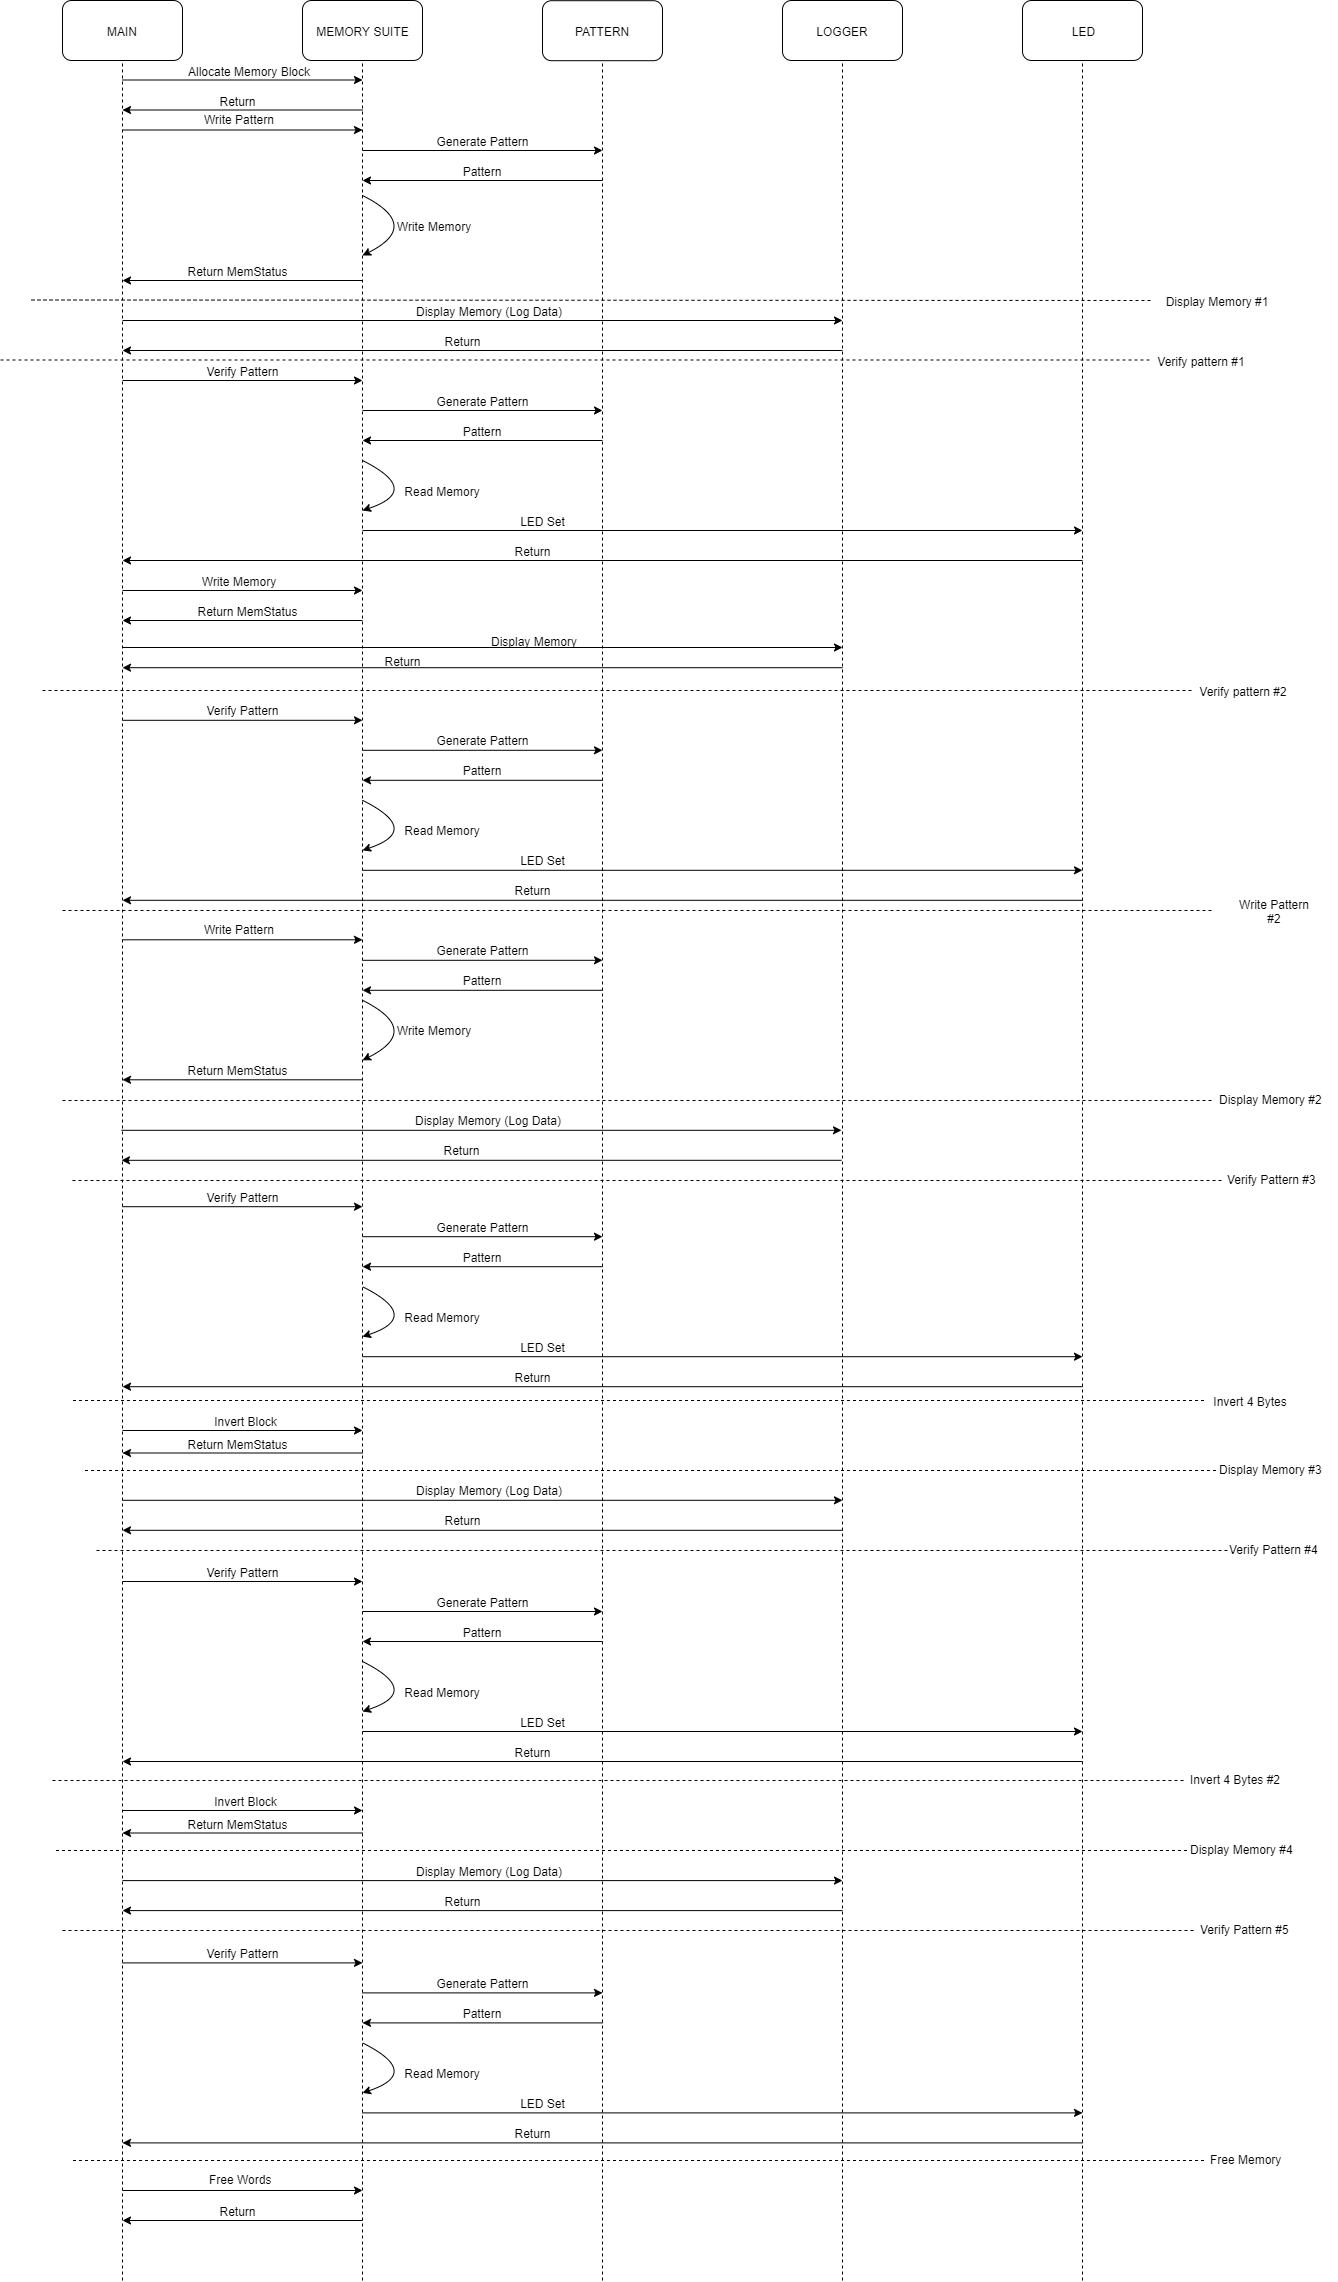 MAIN
MEMORY SUITE
PATTERN
LOGGER
LED
Allocate Memory Block
Return
Write Pattern
Generate Pattern
Pattern
Write Memory
Return MemStatus
Display Memory #1
Display Memory (Log Data)
Return
Verify pattern #1
Verify Pattern
Generate Pattern
Pattern
Read Memory
LED Set
Return
Write Memory
Return MemStatus
Display Memory
Return
Verify pattern #2
Verify Pattern
Generate Pattern
Pattern
Read Memory
LED Set
Return
Write Pattern
#2
Write Pattern
Generate Pattern
Pattern
Write Memory
Return MemStatus
Display Memory #2
Display Memory (Log Data)
Return
Verify Pattern #3
Verify Pattern
Generate Pattern
Pattern
Read Memory
LED Set
Return
Invert 4 Bytes
Invert Block
Return MemStatus
Display Memory #3
Display Memory (Log Data)
Return
Verify Pattern #4
Verify Pattern
Generate Pattern
Pattern
Read Memory
LED Set
Return
Invert 4 Bytes #2
Invert Block
Return MemStatus
Display Memory #4
Display Memory (Log Data)
Return
Verify Pattern #5
Verify Pattern
Generate Pattern
Pattern
Read Memory
LED Set
Return
Free Memory
Free Words
Return